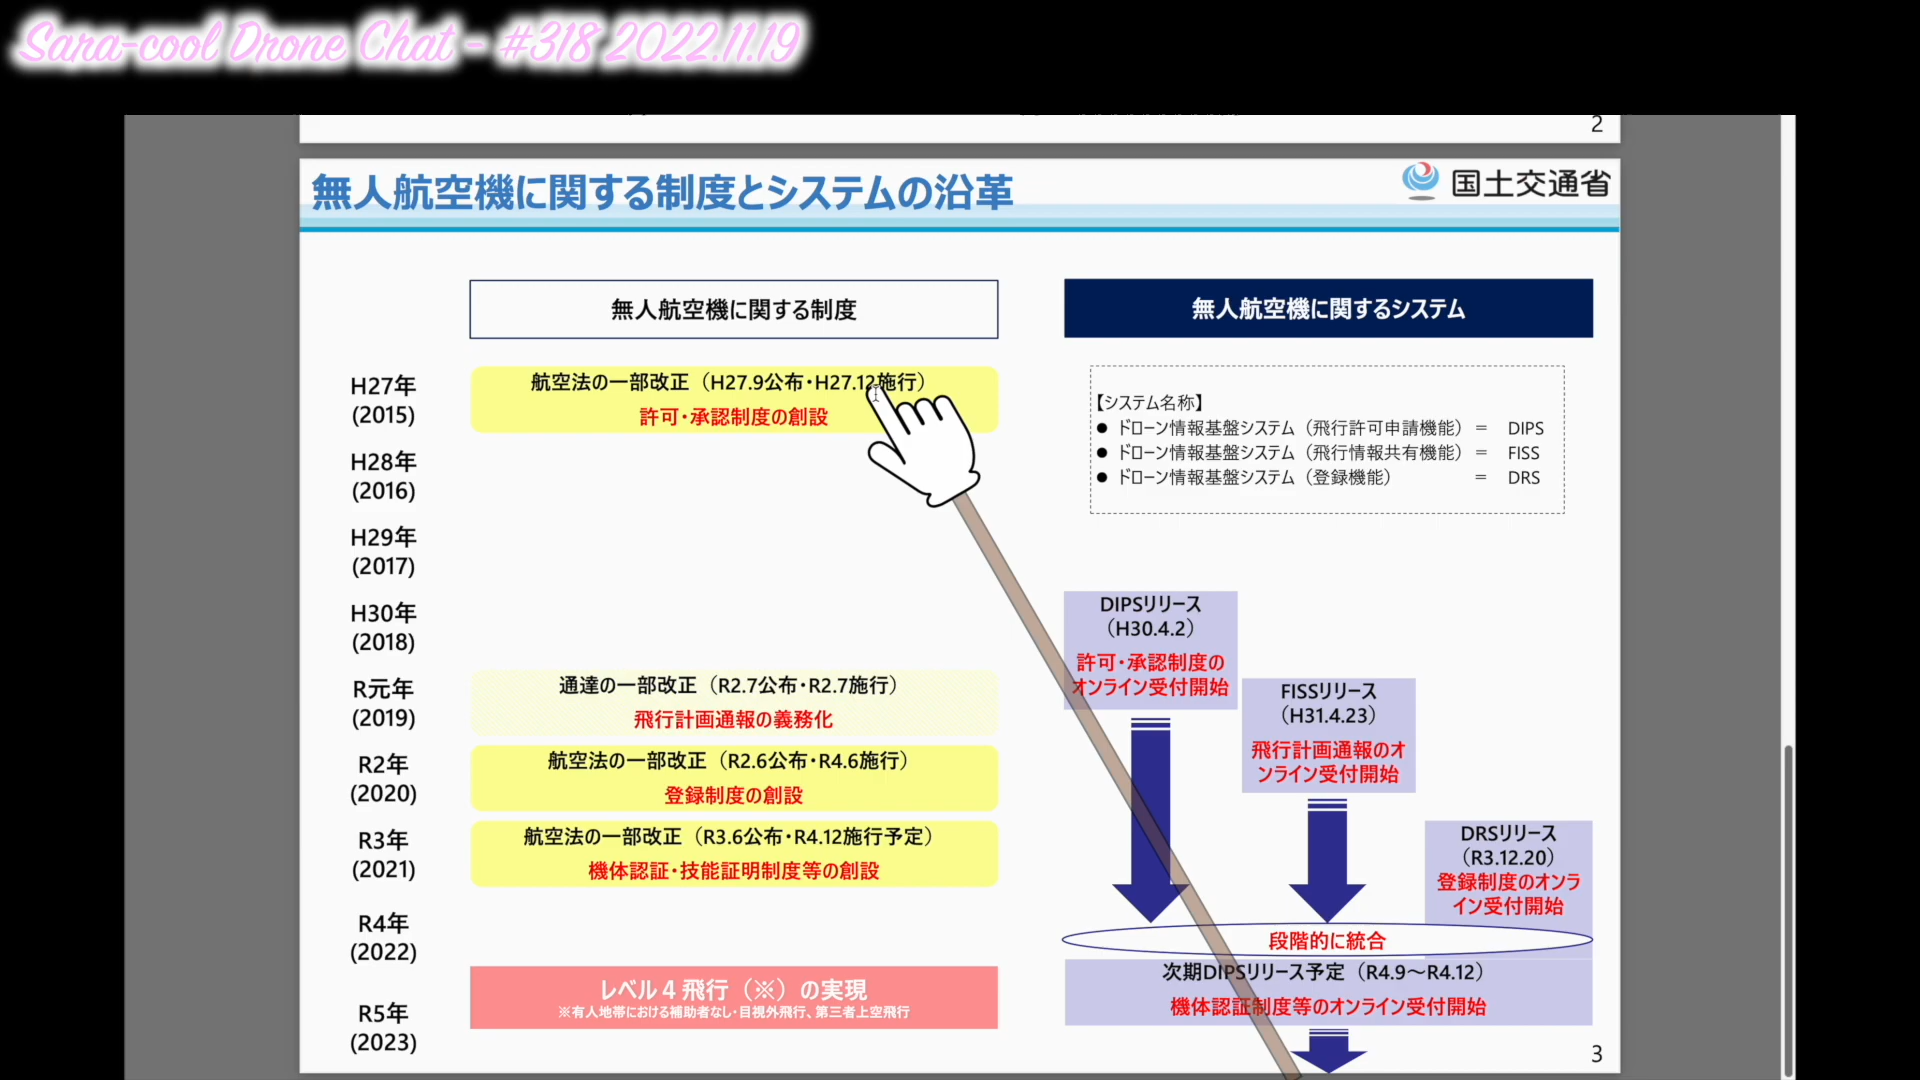 Sara-cool Drone Chat - #318 2022.11.19
2
無人航空機に関する制度とシステムの沿革
国土交通省
無人航空機に関する制度
無人航空機に関するシステム
H27年
(2015)
航空法の一部改正（H27.9公布・H27.12施行）
許可・承認制度の創設
【システム名称】
● ドローン情報基盤システム（飛行許可申請機能） ＝ DIPS
● ドローン情報基盤システム（飛行情報共有機能） ＝ FISS
● ドローン情報基盤システム（登録機能） ＝ DRS
H28年
(2016)
H29年
(2017)
H30年
(2018)
DIPSリリース
（H30.4.2）
許可・承認制度の
オンライン受付開始
R元年
(2019)
通達の一部改正（R2.7公布・R2.7施行）
飛行計画通報の義務化
FISSリリース
（H31.4.23）
飛行計画通報のオ
ンライン受付開始
R2年
(2020)
航空法の一部改正（R2.6公布・R4.6施行）
登録制度の創設
R3年
(2021)
航空法の一部改正（R3.6公布・R4.12施行予定）
機体認証・技能証明制度等の創設
DRSリリース
（R3.12.20）
登録制度のオンラ
イン受付開始
R4年
(2022)
段階的に統合
次期DIPSリリース予定（R4.9～R4.12）
機体認証制度等のオンライン受付開始
レベル４飛行（※）の実現
※有人地帯における補助者なし・目視外飛行、第三者上空飛行
R5年
(2023)
3